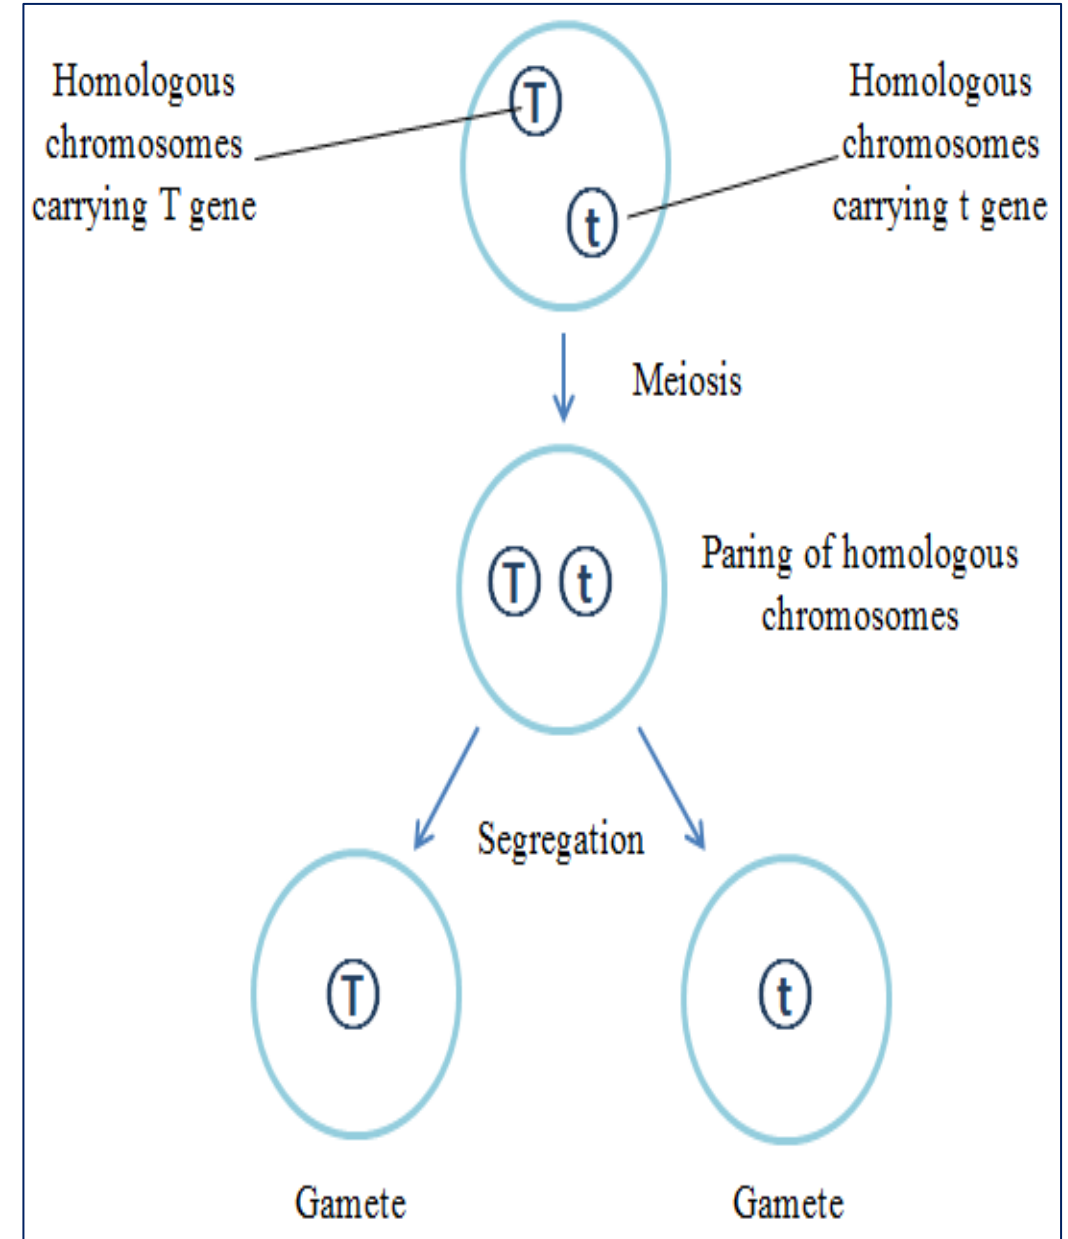 Homologous
chromosomes
carrying T gene
Homologous
chromosomes
carrying t gene
T
t
Meiosis
T t
Paring of homologous
chromosomes
Segregation
T
t
Gamete
Gamete